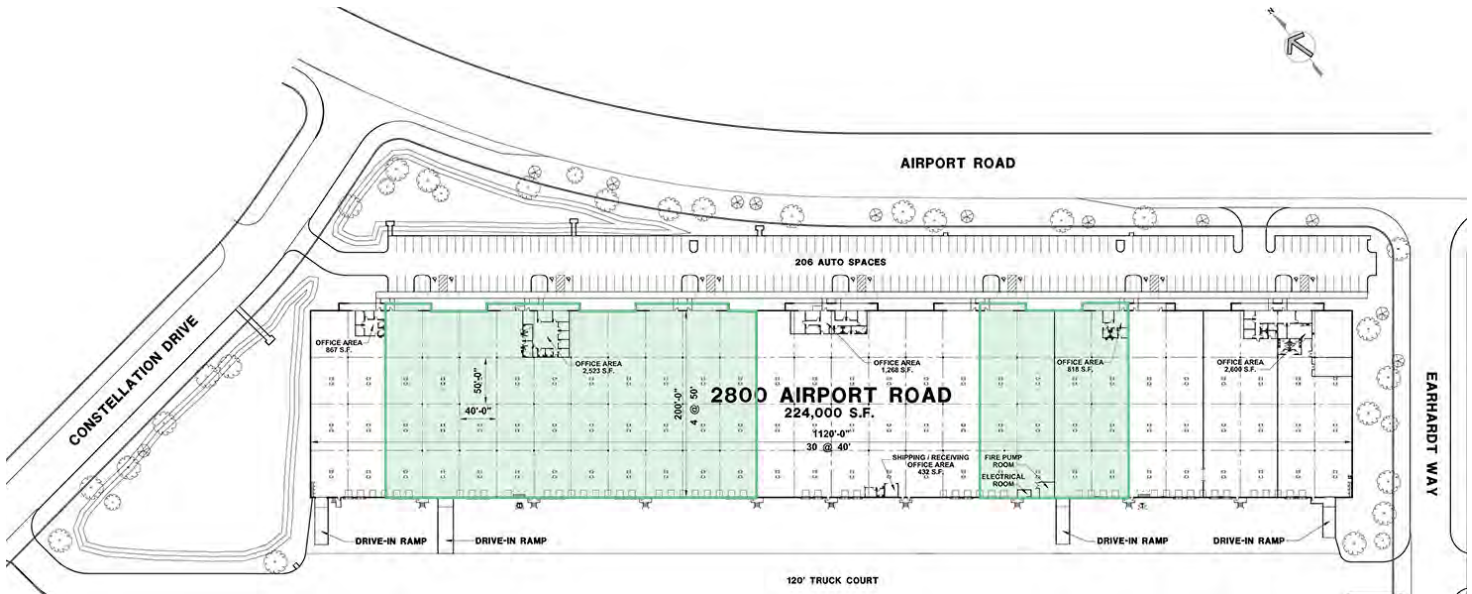 N
AIRPORT ROAD
206 AUTO SPACES
CONSTELLATION DRIVE
OFFICE AREA
867 S.F.
OFFICE AREA
2,523 S.F.
OFFICE AREA
1,268 S.F.
OFFICE AREA
818 S.F.
OFFICE AREA
2,600 S.F.
50'-0"
40'-0"
200'-0"
4 @ 50'
2800 AIRPORT ROAD
224,000 S.F.
1120'-0"
30 @ 40'
SHIPPING / RECEIVING
OFFICE AREA
432 S.F.
FIRE PUMP
ROOM
ELECTRICAL
ROOM
EARHARDT WAY
DRIVE-IN RAMP
DRIVE-IN RAMP
DRIVE-IN RAMP
DRIVE-IN RAMP
120' TRUCK COURT